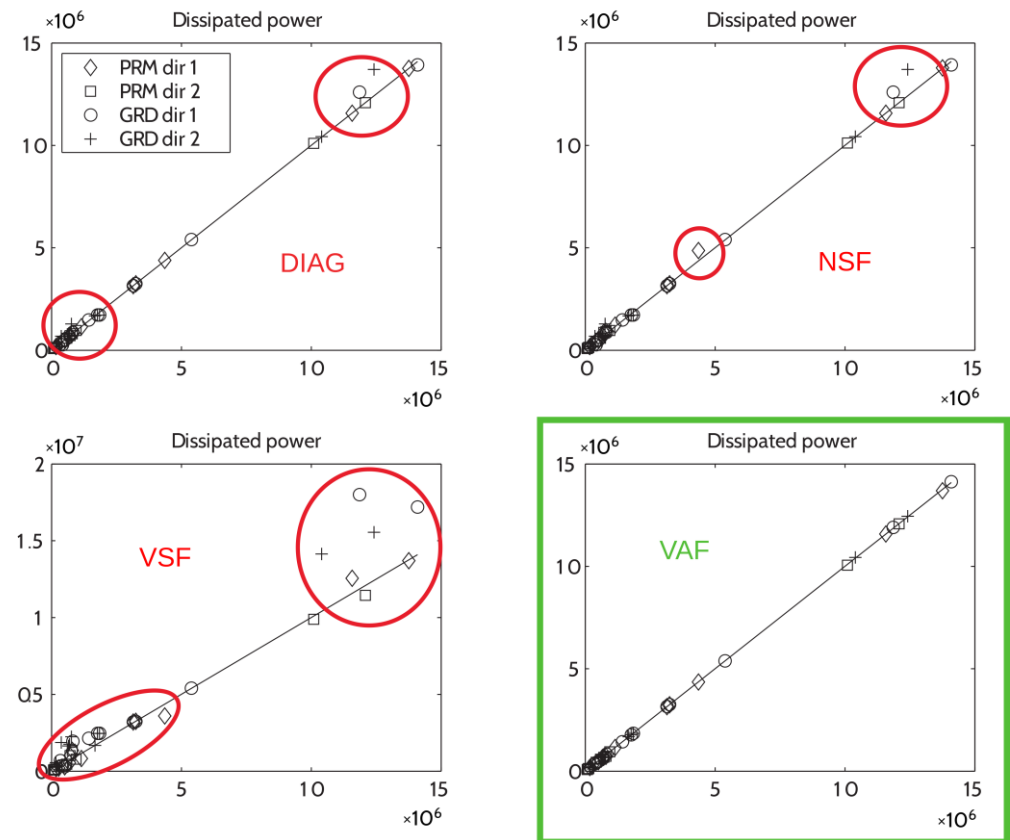 ×10⁶
Dissipated power
15
10
5
0
PRM dir 1
PRM dir 2
GRD dir 1
GRD dir 2
DIAG
0 5 10 15
×10⁶
×10⁶
Dissipated power
15
10
5
0
NSF
0 5 10 15
×10⁶
×10⁷
Dissipated power
2
1.5
1
0.5
0
VSF
0 5 10 15
×10⁶
×10⁶
Dissipated power
15
10
5
0
VAF
0 5 10 15
×10⁶